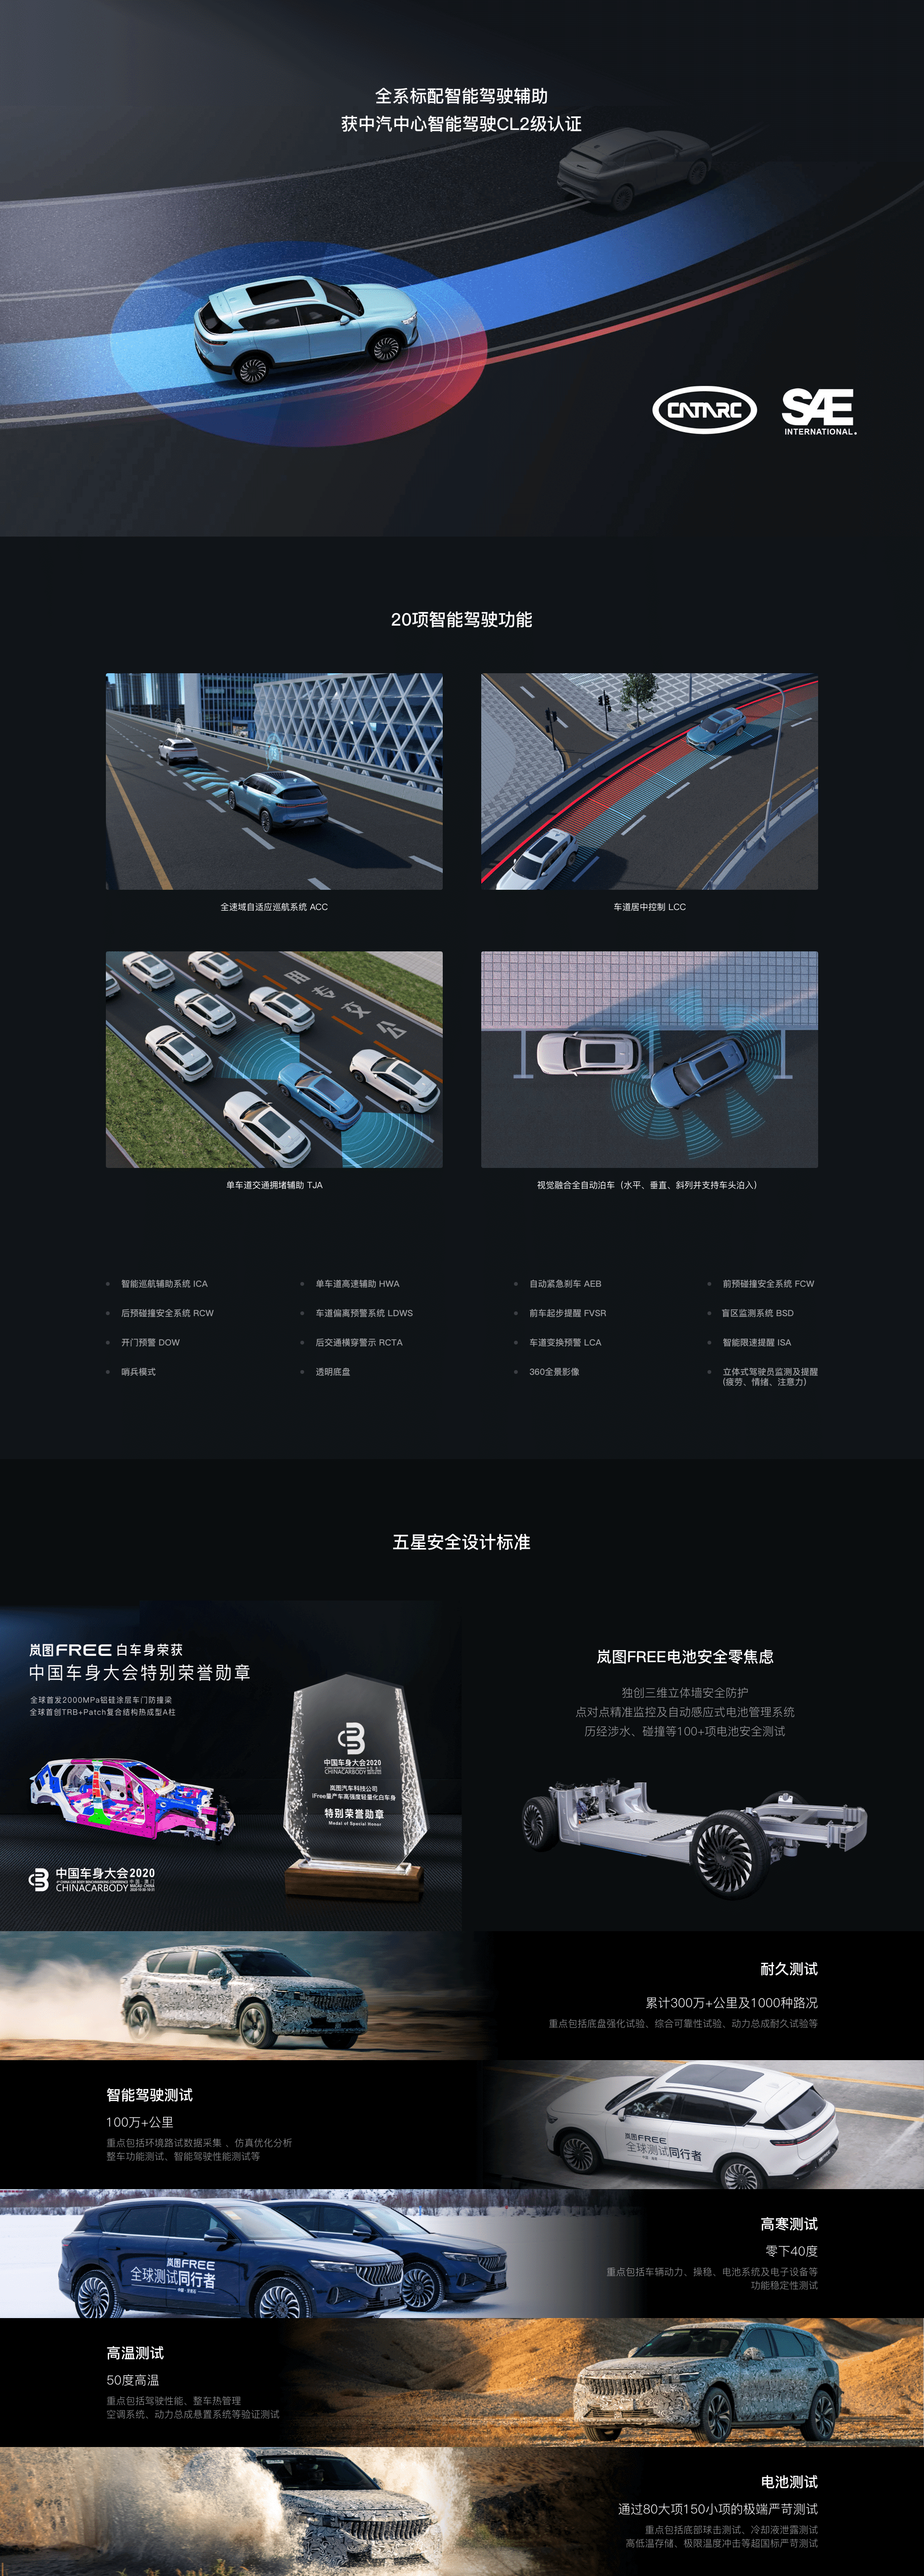 全系标配智能驾驶辅助
获中汽中心智能驾驶CL2级认证
CATARC
SAE
INTERNATIONAL
20项智能驾驶功能
全速域自适应巡航系统 ACC
车道居中控制 LCC
用专交公
单车道交通拥堵辅助 TJA
视觉融合全自动泊车（水平、垂直、斜列并支持车头泊入）
智能巡航辅助系统 ICA
单车道高速辅助 HWA
自动紧急刹车 AEB
前预碰撞安全系统 FCW
后预碰撞安全系统 RCW
车道偏离预警系统 LDWS
前车起步提醒 FVSR
盲区监测系统 BSD
开门预警 DOW
后交通横穿警示 RCTA
车道变换预警 LCA
智能限速提醒 ISA
哨兵模式
透明底盘
360全景影像
立体式驾驶员监测及提醒
(疲劳、情绪、注意力)
五星安全设计标准
岚图FREE 白车身荣获
中国车身大会特别荣誉勋章
全球首发2000MPa铝硅涂层车门防撞梁
全球首创TRB+Patch复合结构热成型A柱
中国车身大会2020
CHINACARBODY
岚图汽车科技公司
iFree量产车高强度轻量化白车身
特别荣誉勋章
Medal of Special Honor
中国车身大会2020
CHINACARBODY
岚图FREE电池安全零焦虑
独创三维立体墙安全防护
点对点精准监控及自动感应式电池管理系统
历经涉水、碰撞等100+项电池安全测试
耐久测试
累计300万+公里及1000种路况
重点包括底盘强化试验、综合可靠性试验、动力总成耐久试验等
智能驾驶测试
100万+公里
重点包括环境路试数据采集 、仿真优化分析
整车功能测试、智能驾驶性能测试等
岚图FREE
全球测试同行者
高寒测试
零下40度
重点包括车辆动力、操稳、电池系统及电子设备等
功能稳定性测试
岚图FREE
全球测试同行者
高温测试
50度高温
重点包括驾驶性能、整车热管理
空调系统、动力总成悬置系统等验证测试
电池测试
通过80大项150小项的极端严苛测试
重点包括底部球击测试、冷却液泄露测试
高低温存储、极限温度冲击等超国标严苛测试